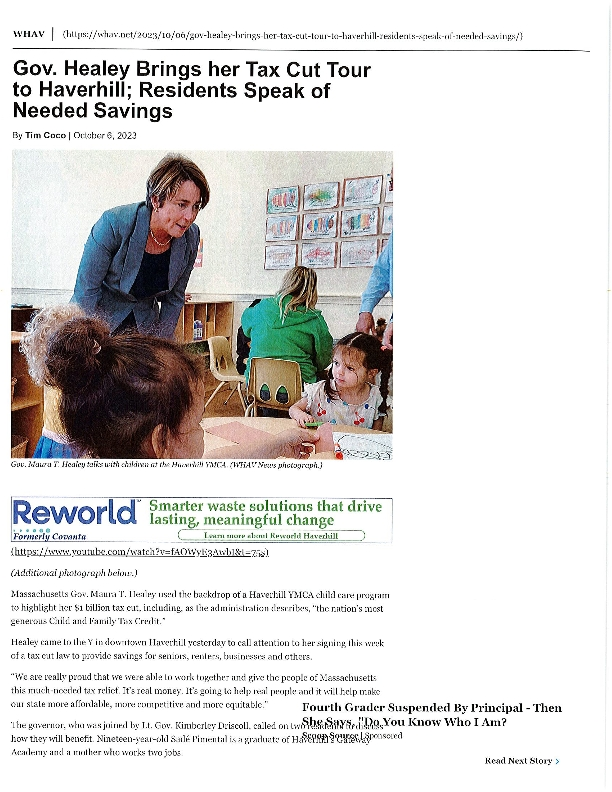 WHAV | (https://whav.net/2023/10/06/gov-healey-brings-her-tax-cut-tour-to-haverhill-residents-speak-of-needed-savings/)
Gov. Healey Brings her Tax Cut Tour
to Haverhill; Residents Speak of
Needed Savings
By Tim Coco | October 6, 2023
Gov. Maura T. Healey talks with children at the Haverhill YMCA. (WHAV News photograph.)
Reworld
Formerly Covanta
Smarter waste solutions that drive
lasting, meaningful change
Learn more about Reworld Haverhill
(https://www.youtube.com/watch?v=fAOWyE3AwbI&t=75s)
(Additional photograph below.)
Massachusetts Gov. Maura T. Healey used the backdrop of a Haverhill YMCA child care program
to highlight her $1 billion tax cut, including, as the administration describes, “the nation’s most
generous Child and Family Tax Credit.”
Healey came to the Y in downtown Haverhill yesterday to call attention to her signing this week
of a tax cut law to provide savings for seniors, renters, businesses and others.
“We are really proud that we were able to work together and give the people of Massachusetts
this much-needed tax relief. It’s real money. It’s going to help real people and it will help make
our state more affordable, more competitive and more equitable.”
The governor, who was joined by Lt. Gov. Kimberley Driscoll, called on two
how they will benefit. Nineteen-year-old Sadé Pimental is a graduate of Haverhill's Gateway
Academy and a mother who works two jobs.
Fourth Grader Suspended By Principal - Then
She Says, "Do You Know Who I Am?
Scoop Source | Sponsored
Read Next Story >